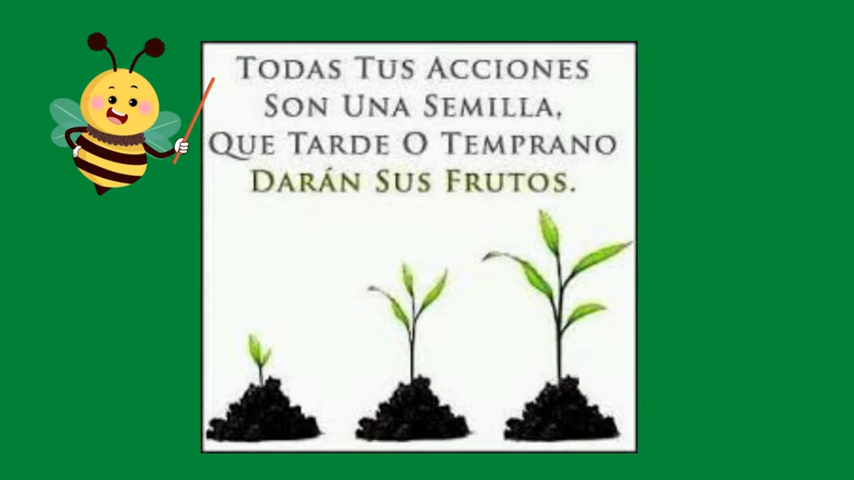 TODAS TUS ACCIONES
SON UNA SEMILLA,
QUE TARDE O TEMPRANO
DARÁN SUS FRUTOS.